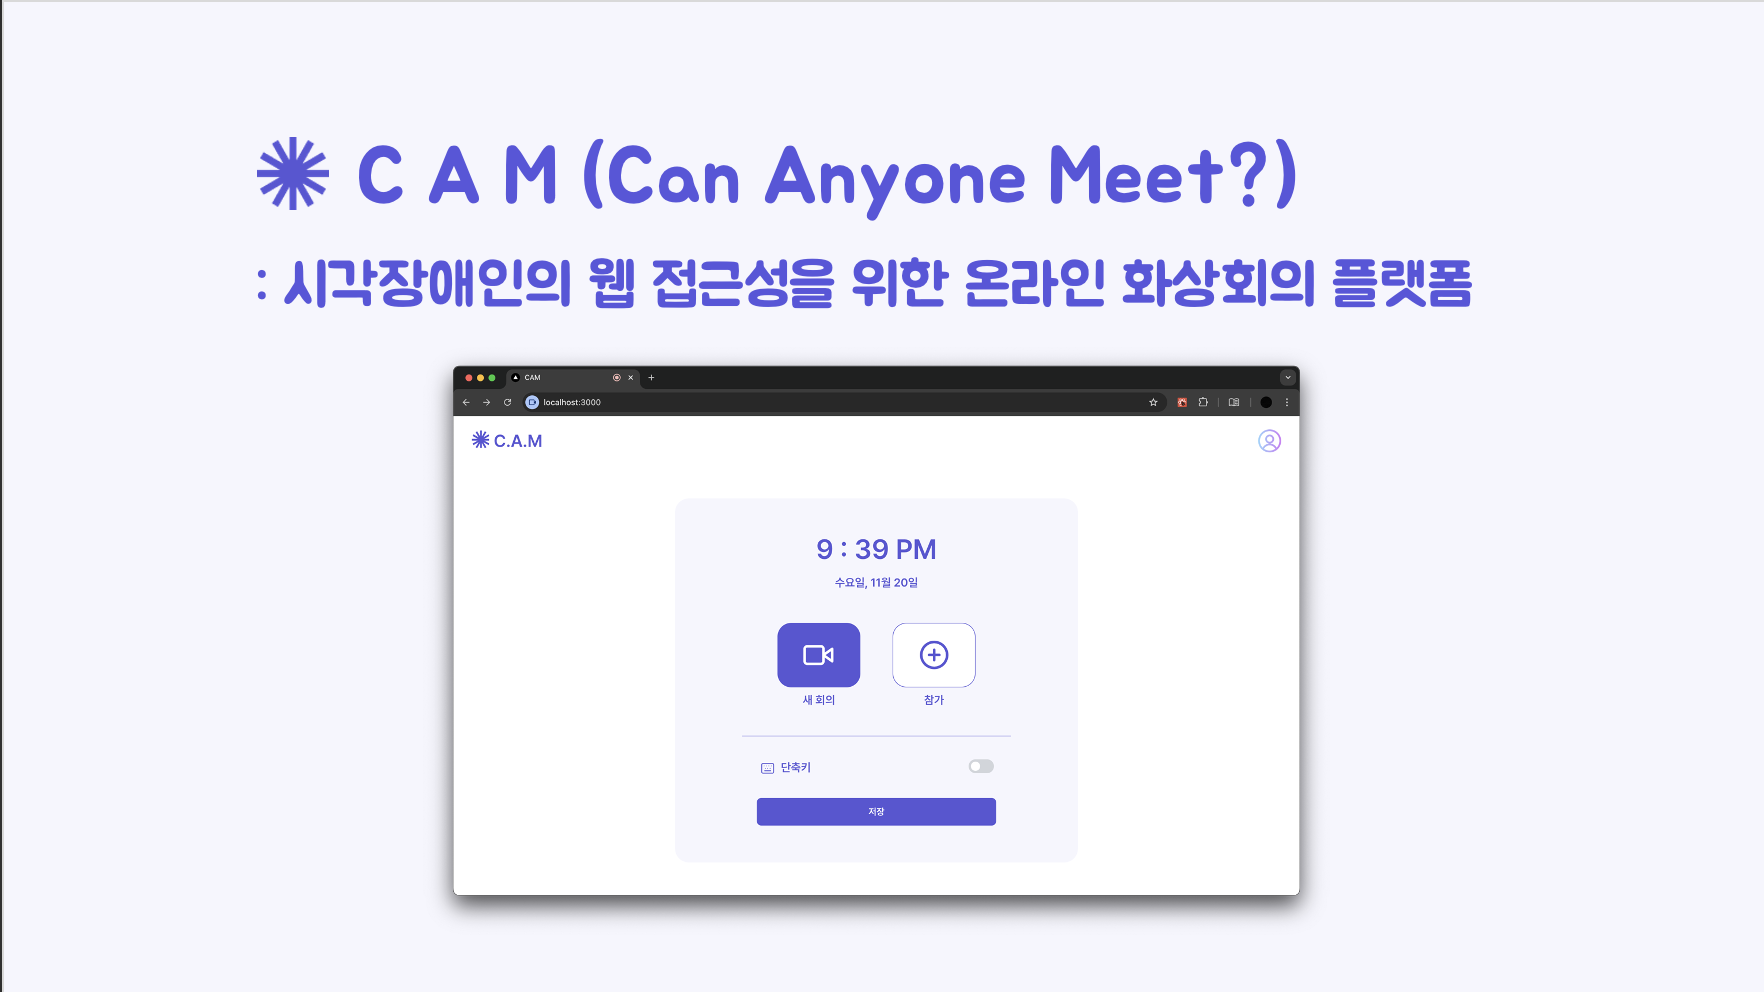 C A M (Can Anyone Meet?)
: 시각장애인의 웹 접근성을 위한 온라인 화상회의 플랫폼
CAM
localhost:3000
C.A.M
9 : 39 PM
수요일, 11월 20일
새 회의
참가
단축키
저장